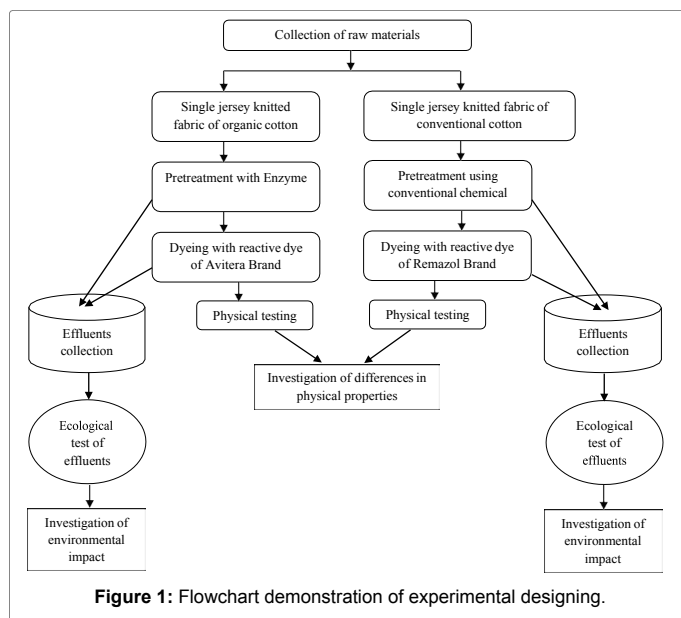 Collection of raw materials
Single jersey knitted
fabric of organic cotton
Single jersey knitted fabric of
conventional cotton
Pretreatment with Enzyme
Pretreatment using
conventional chemical
Dyeing with reactive dye
of Avitera Brand
Dyeing with reactive dye
of Remazol Brand
Effluents
collection
Physical testing
Physical testing
Effluents
collection
Investigation of differences in
physical properties
Ecological
test of
effluents
Ecological
test of
effluents
Investigation of
environmental
impact
Investigation of
environmental
impact
Figure 1: Flowchart demonstration of experimental designing.